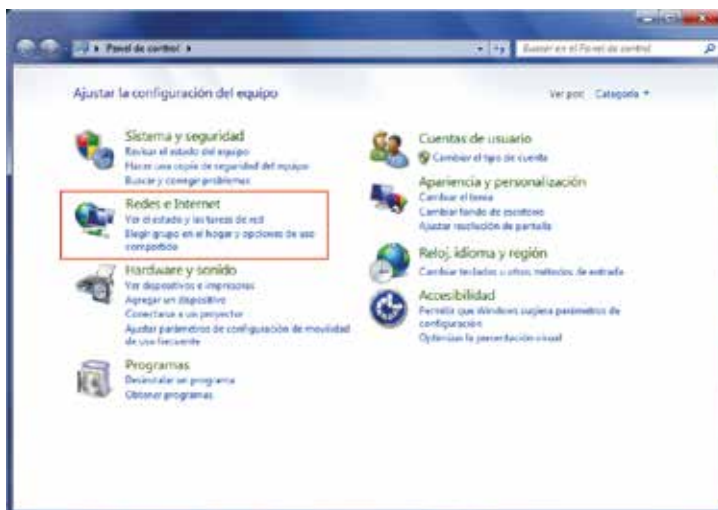 Panel de control
Buscar en el Panel de control
Ajustar la configuración del equipo
Ver por: Categoría
Sistema y seguridad
Revisar el estado del equipo
Hacer una copia de seguridad del equipo
Buscar y corregir problemas
Redes e Internet
Ver el estado y las tareas de red
Elegir grupo en el hogar y opciones de uso
compartido
Hardware y sonido
Ver dispositivos e impresoras
Agregar un dispositivo
Conectarse a un proyector
Ajustar parámetros de configuración de movilidad
de uso frecuente
Programas
Desinstalar un programa
Obtener programas
Cuentas de usuario
Cambiar el tipo de cuenta
Apariencia y personalización
Cambiar el tema
Cambiar fondo de escritorio
Ajustar resolución de pantalla
Reloj, idioma y región
Cambiar teclados u otros métodos de entrada
Accesibilidad
Permitir que Windows sugiera parámetros de
configuración
Optimizar la presentación visual